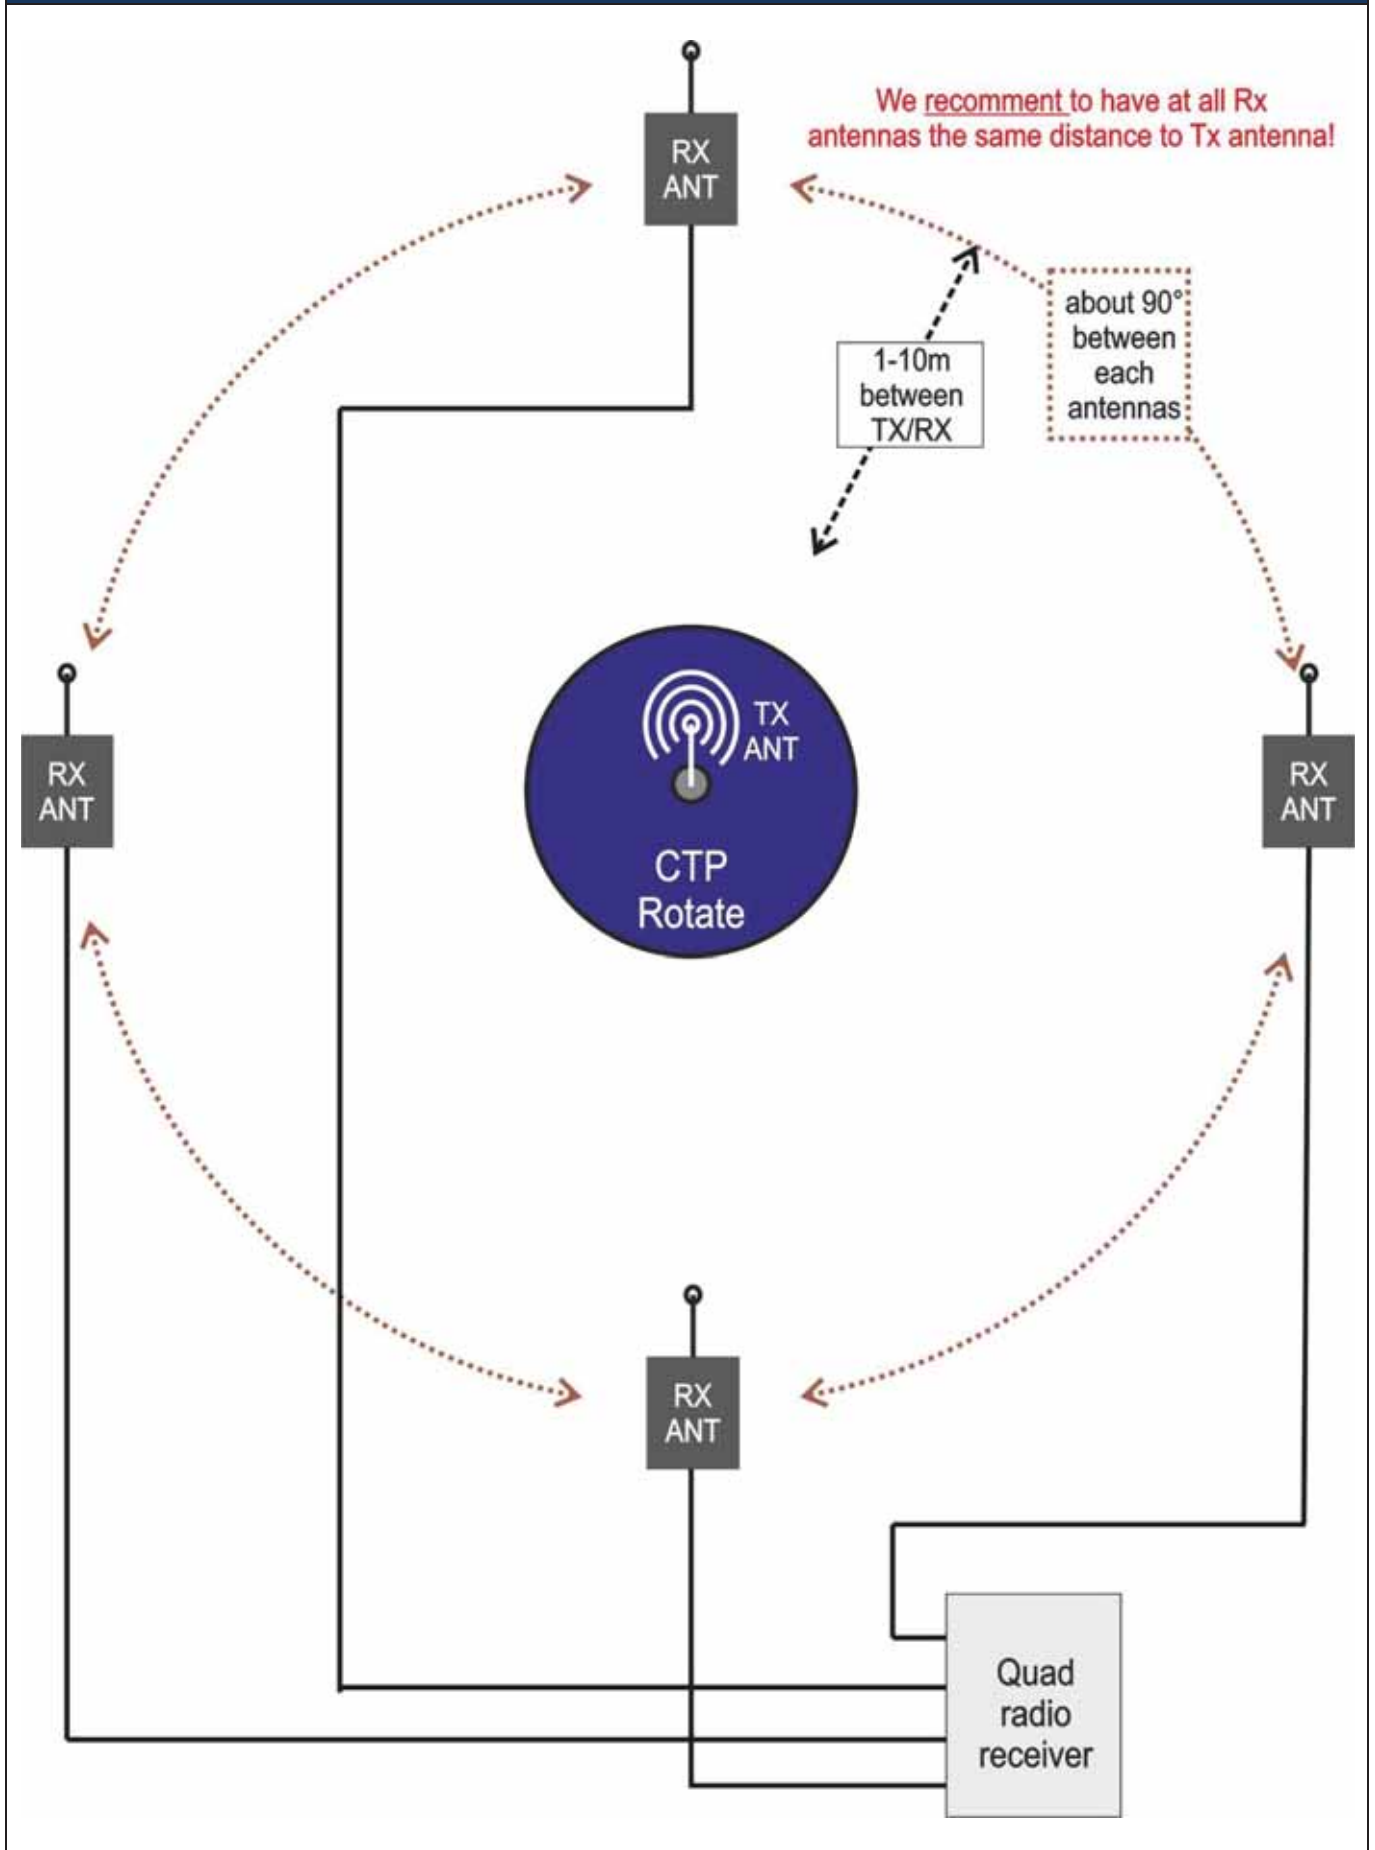 We recomment to have at all Rx
antennas the same distance to Tx antenna!
RX
ANT
about 90°
between
each
antennas
1-10m
between
TX/RX
TX
ANT
CTP
Rotate
RX
ANT
RX
ANT
RX
ANT
Quad
radio
receiver